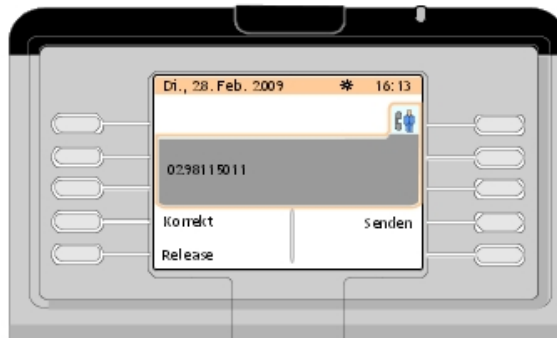 Di., 28. Feb. 2009 16:13
0298115011
Korrekt Senden
Release